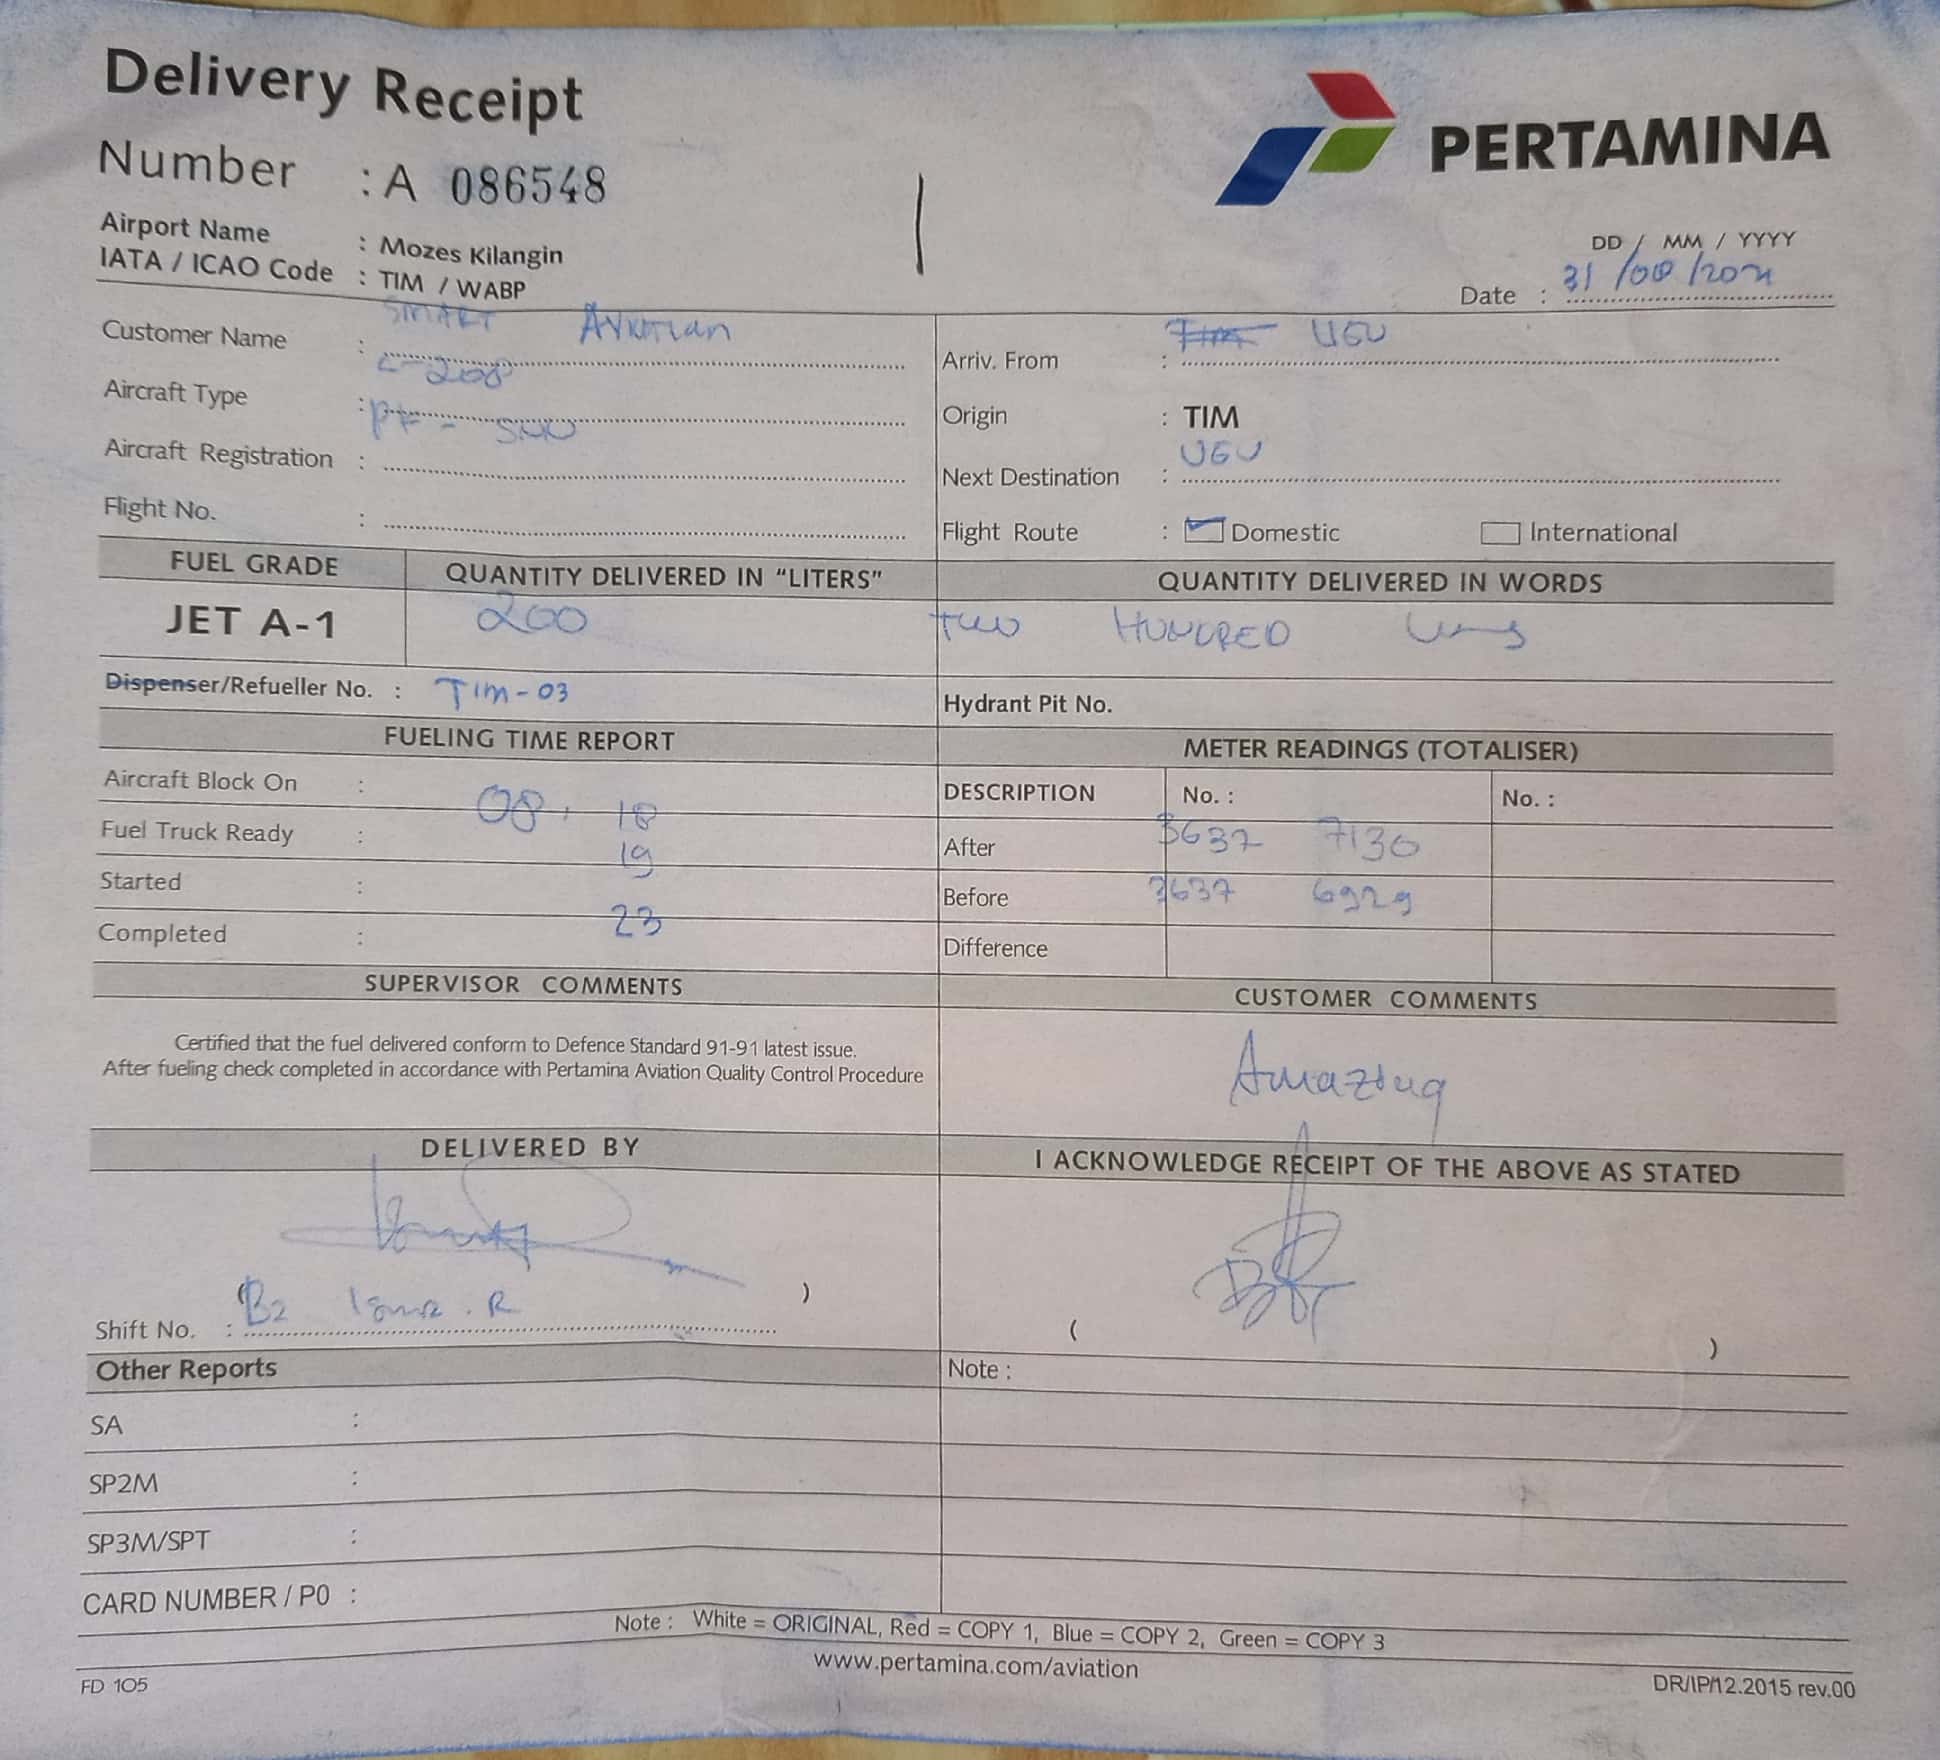 Delivery Receipt
PERTAMINA
Number : A 086548
Airport Name : Mozes Kilangin
IATA / ICAO Code : TIM / WABP
DD / MM / YYYY
Date : 31 /08 /
Customer Name : SMART
Aircraft Type : C-208
Aircraft Registration : PK -
Flight No. :
Arriv. From : TIM UGU
Origin : TIM
Next Destination : UGU
Flight Route : Domestic International
FUEL GRADE QUANTITY DELIVERED IN "LITERS" QUANTITY DELIVERED IN WORDS
JET A-1 200 two HUNDRED
Dispenser/Refueller No. : TIM-03
Hydrant Pit No.
FUELING TIME REPORT
METER READINGS (TOTALISER)
Aircraft Block On :
DESCRIPTION No. : No. :
Fuel Truck Ready : 08. 18
After 3637 7130
Started : 19
Before 3637 6929
Completed : 23
Difference
SUPERVISOR COMMENTS
CUSTOMER COMMENTS
Certified that the fuel delivered conform to Defence Standard 91-91 latest issue.
After fueling check completed in accordance with Pertamina Aviation Quality Control Procedure
Amazing
DELIVERED BY
I ACKNOWLEDGE RECEIPT OF THE ABOVE AS STATED
Shift No. : ( B2 )
( )
Other Reports
Note :
SA :
SP2M :
SP3M/SPT :
CARD NUMBER / P0 :
Note : White = ORIGINAL, Red = COPY 1, Blue = COPY 2, Green = COPY 3
www.pertamina.com/aviation
FD 105
DR/IP/12.2015 rev.00